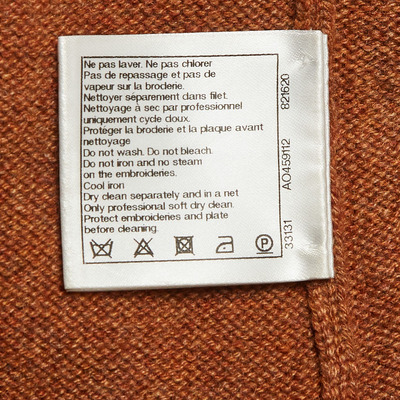 Ne pas laver. Ne pas chlorer
Pas de repassage et pas de
vapeur sur la broderie.
Nettoyer séparement dans filet.
Nettoyage à sec par professionnel
uniquement cycle doux.
Protéger la broderie et la plaque avant
nettoyage
Do not wash. Do not bleach.
Do not iron and no steam
on the embroideries.
Cool iron
Dry clean separately and in a net
Only professional soft dry clean.
Protect embroideries and plate
before cleaning.
P
33131 AO459112 821620